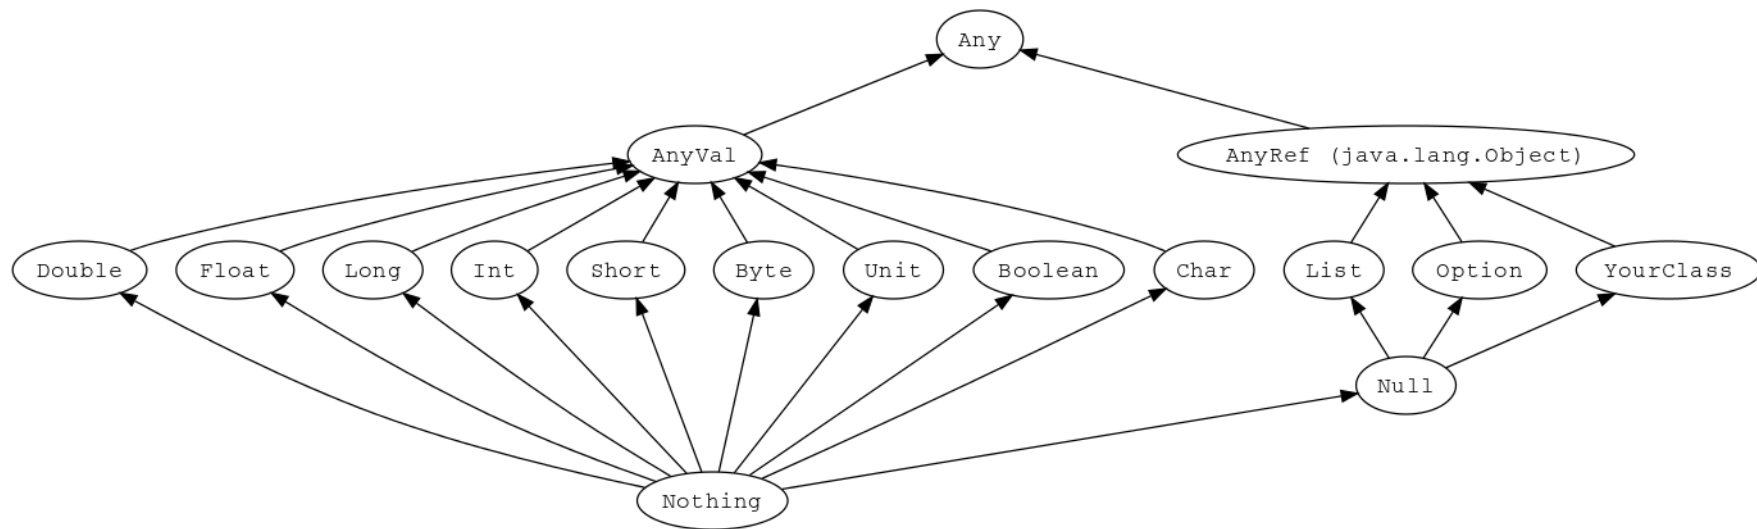 Any
AnyVal
AnyRef (java.lang.Object)
Double
Float
Long
Int
Short
Byte
Unit
Boolean
Char
List
Option
YourClass
Null
Nothing